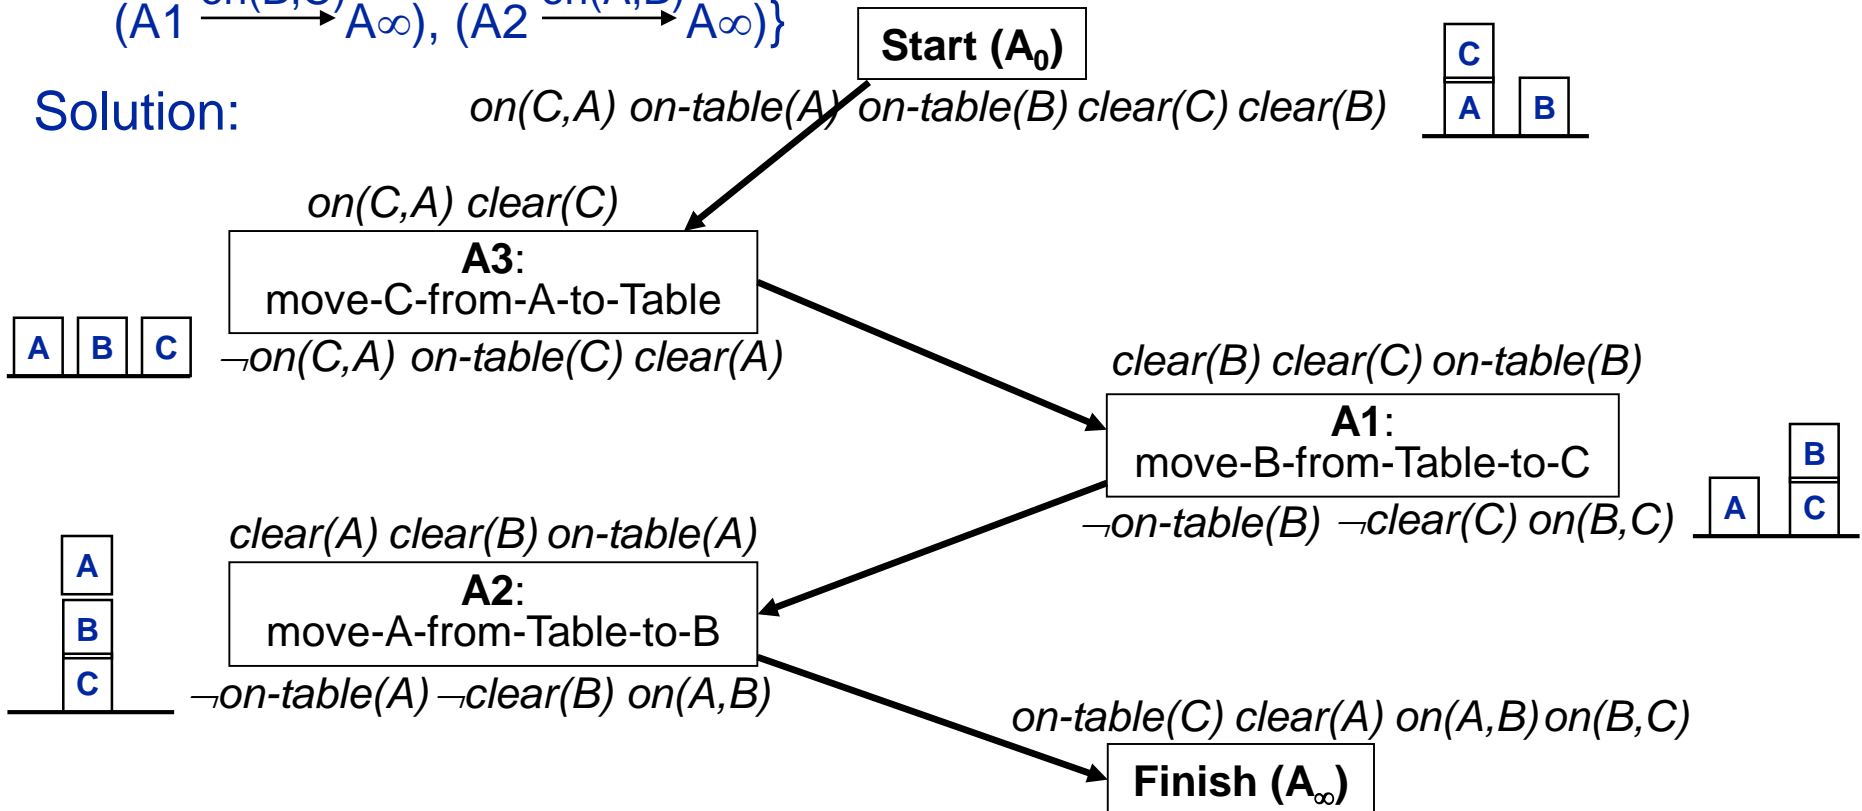 on(B,C) on(A,B)
(A1 → A∞), (A2 → A∞)}
Start (A₀)
Solution:
on(C,A) on-table(A) on-table(B) clear(C) clear(B)
C
A B
on(C,A) clear(C)
A3:
move-C-from-A-to-Table
A B C
¬on(C,A) on-table(C) clear(A)
clear(B) clear(C) on-table(B)
A1:
move-B-from-Table-to-C
¬on-table(B) ¬clear(C) on(B,C)
B
A C
clear(A) clear(B) on-table(A)
A2:
move-A-from-Table-to-B
¬on-table(A) ¬clear(B) on(A,B)
A
B
C
on-table(C) clear(A) on(A,B) on(B,C)
Finish (A∞)